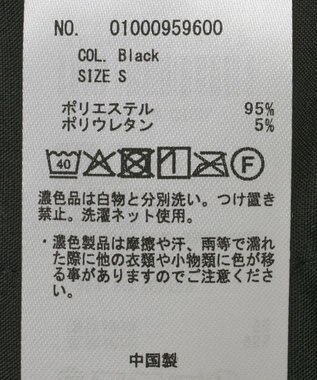 NO. 01000959600
COL. Black
SIZE S
ポリエステル 95%
ポリウレタン 5%
40 F
濃色品は白物と分別洗い。つけ置き
禁止。洗濯ネット使用。
・濃色製品は摩擦や汗、雨等で濡れ
た際に他の衣類や小物類に色が移
る事がありますのでご注意くださ
い。
中国製